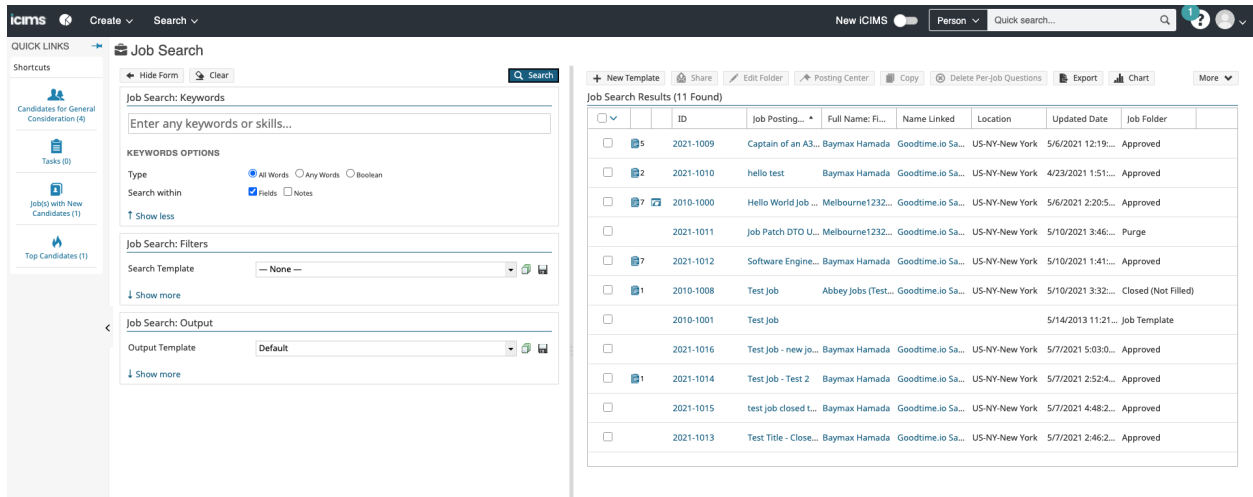 icims Create Search New iCIMS Person Quick search... 1 ?
QUICK LINKS
Shortcuts
Candidates for General
Consideration (4)
Tasks (0)
Job(s) with New
Candidates (1)
Top Candidates (1)
Job Search
Hide Form Clear Search
Job Search: Keywords
Enter any keywords or skills...
KEYWORDS OPTIONS
Type All Words Any Words Boolean
Search within Fields Notes
Show less
Job Search: Filters
Search Template — None —
Show more
Job Search: Output
Output Template Default
Show more
New Template Share Edit Folder Posting Center Copy Delete Per-Job Questions Export Chart More
Job Search Results (11 Found)
ID Job Posting... Full Name: Fi... Name Linked Location Updated Date Job Folder
5 2021-1009 Captain of an A3... Baymax Hamada Goodtime.io Sa... US-NY-New York 5/6/2021 12:19:... Approved
2 2021-1010 hello test Baymax Hamada Goodtime.io Sa... US-NY-New York 4/23/2021 1:51:... Approved
7 2010-1000 Hello World Job ... Melbourne1232... Goodtime.io Sa... US-NY-New York 5/6/2021 2:20:5... Approved
2021-1011 Job Patch DTO U... Melbourne1232... Goodtime.io Sa... US-NY-New York 5/10/2021 3:46:... Purge
7 2021-1012 Software Engine... Baymax Hamada Goodtime.io Sa... US-NY-New York 5/10/2021 1:41:... Approved
1 2010-1008 Test Job Abbey Jobs (Test... Goodtime.io Sa... US-NY-New York 5/10/2021 3:32:... Closed (Not Filled)
2010-1001 Test Job 5/14/2013 11:21... Job Template
2021-1016 Test Job - new jo... Baymax Hamada Goodtime.io Sa... US-NY-New York 5/7/2021 5:03:0... Approved
1 2021-1014 Test Job - Test 2 Baymax Hamada Goodtime.io Sa... US-NY-New York 5/7/2021 2:52:4... Approved
2021-1015 test job closed t... Baymax Hamada Goodtime.io Sa... US-NY-New York 5/7/2021 4:48:2... Approved
2021-1013 Test Title - Close... Baymax Hamada Goodtime.io Sa... US-NY-New York 5/7/2021 2:46:2... Approved